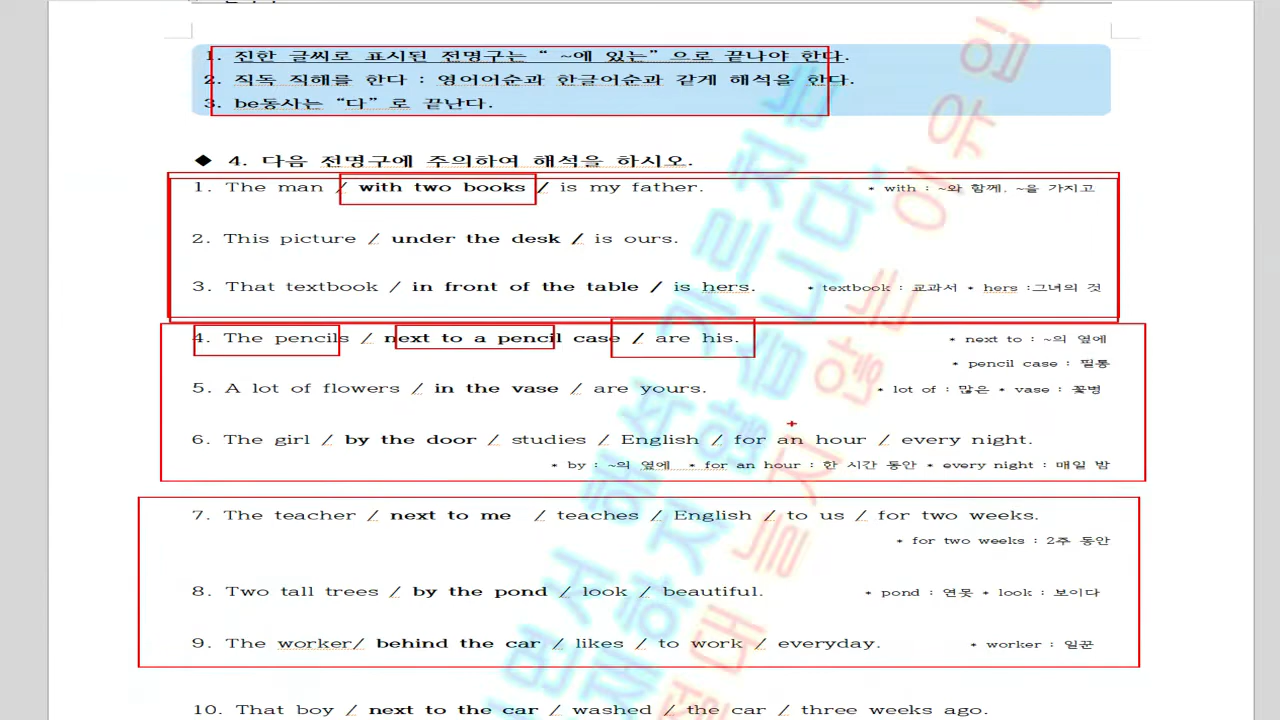 1. 진한 글씨로 표시된 전명구는 “ ~에 있는” 으로 끝나야 한다.
2. 직독 직해를 한다 : 영어어순과 한글어순과 같게 해석을 한다.
3. be동사는 “다”로 끝난다.
◆ 4. 다음 전명구에 주의하여 해석을 하시오.
1. The man / with two books / is my father. * with : ~와 함께, ~을 가지고
2. This picture / under the desk / is ours.
3. That textbook / in front of the table / is hers. * textbook : 교과서 * hers :그녀의 것
4. The pencils / next to a pencil case / are his. * next to : ~의 옆에
* pencil case : 필통
5. A lot of flowers / in the vase / are yours. * lot of : 많은 * vase : 꽃병
6. The girl / by the door / studies / English / for an hour / every night.
* by : ~의 옆에 * for an hour : 한 시간 동안 * every night : 매일 밤
7. The teacher / next to me / teaches / English / to us / for two weeks.
* for two weeks : 2주 동안
8. Two tall trees / by the pond / look / beautiful. * pond : 연못 * look : 보이다
9. The worker/ behind the car / likes / to work / everyday. * worker : 일꾼
10. That boy / next to the car / washed / the car / three weeks ago.